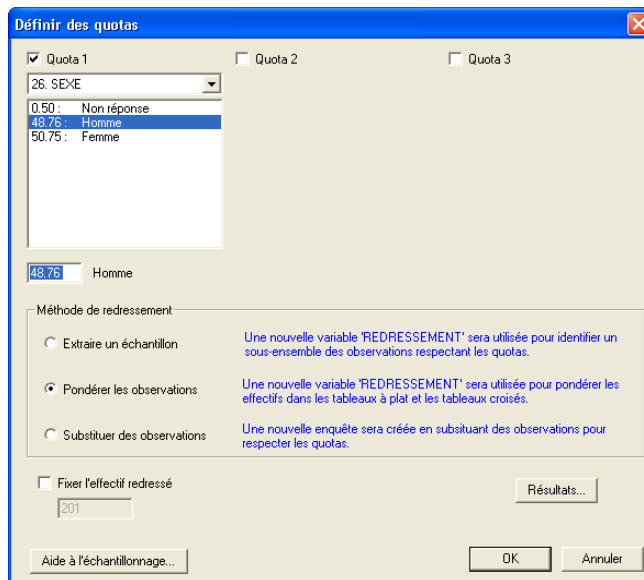 Définir des quotas
Quota 1
Quota 2
Quota 3
26. SEXE
0.50 : Non réponse
48.76 : Homme
50.75 : Femme
48.76 Homme
Méthode de redressement
Extraire un échantillon
Une nouvelle variable 'REDRESSEMENT' sera utilisée pour identifier un
sous-ensemble des observations respectant les quotas.
Pondérer les observations
Une nouvelle variable 'REDRESSEMENT' sera utilisée pour pondérer les
effectifs dans les tableaux à plat et les tableaux croisés.
Substituer des observations
Une nouvelle enquête sera créée en subsituant des observations pour
respecter les quotas.
Fixer l'effectif redressé
201
Résultats...
Aide à l'échantillonnage...
OK
Annuler